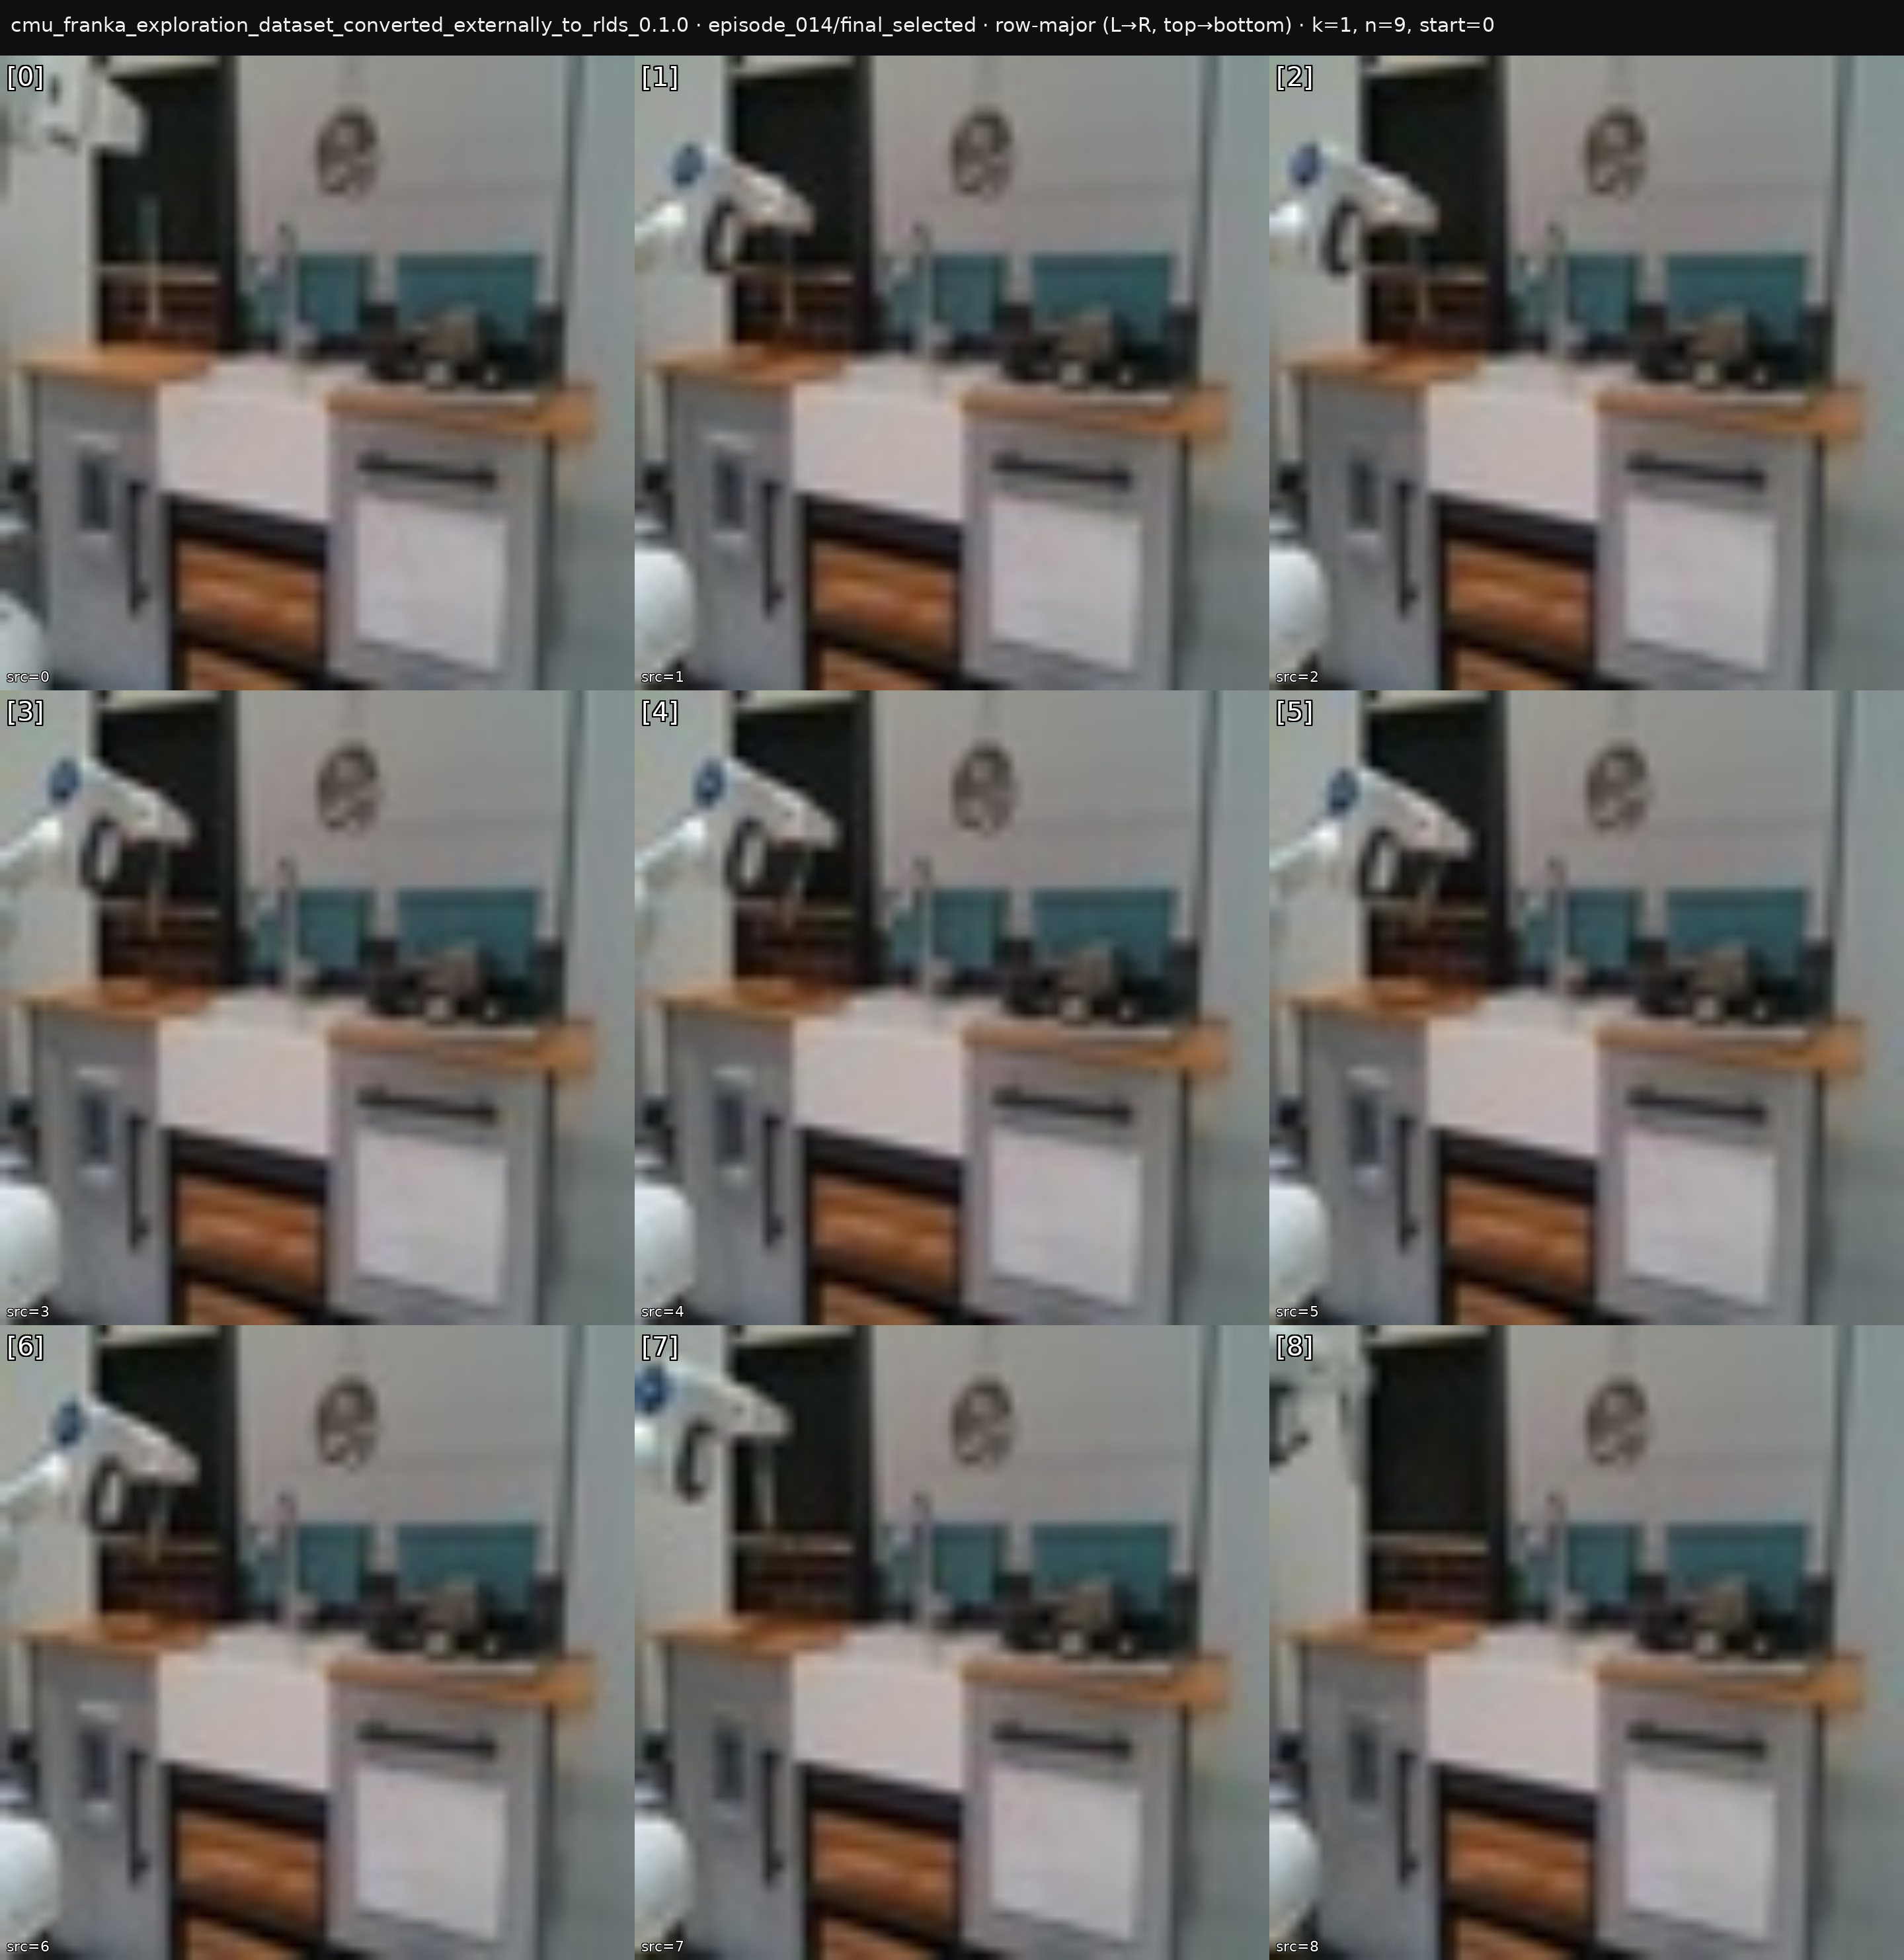 cmu_franka_exploration_dataset_converted_externally_to_rlds_0.1.0 · episode_014/final_selected · row-major (L→R, top→bottom) · k=1, n=9, start=0
[0]
[1]
[2]
src=0
src=1
src=2
[3]
[4]
[5]
src=3
src=4
src=5
[6]
[7]
[8]
src=6
src=7
src=8